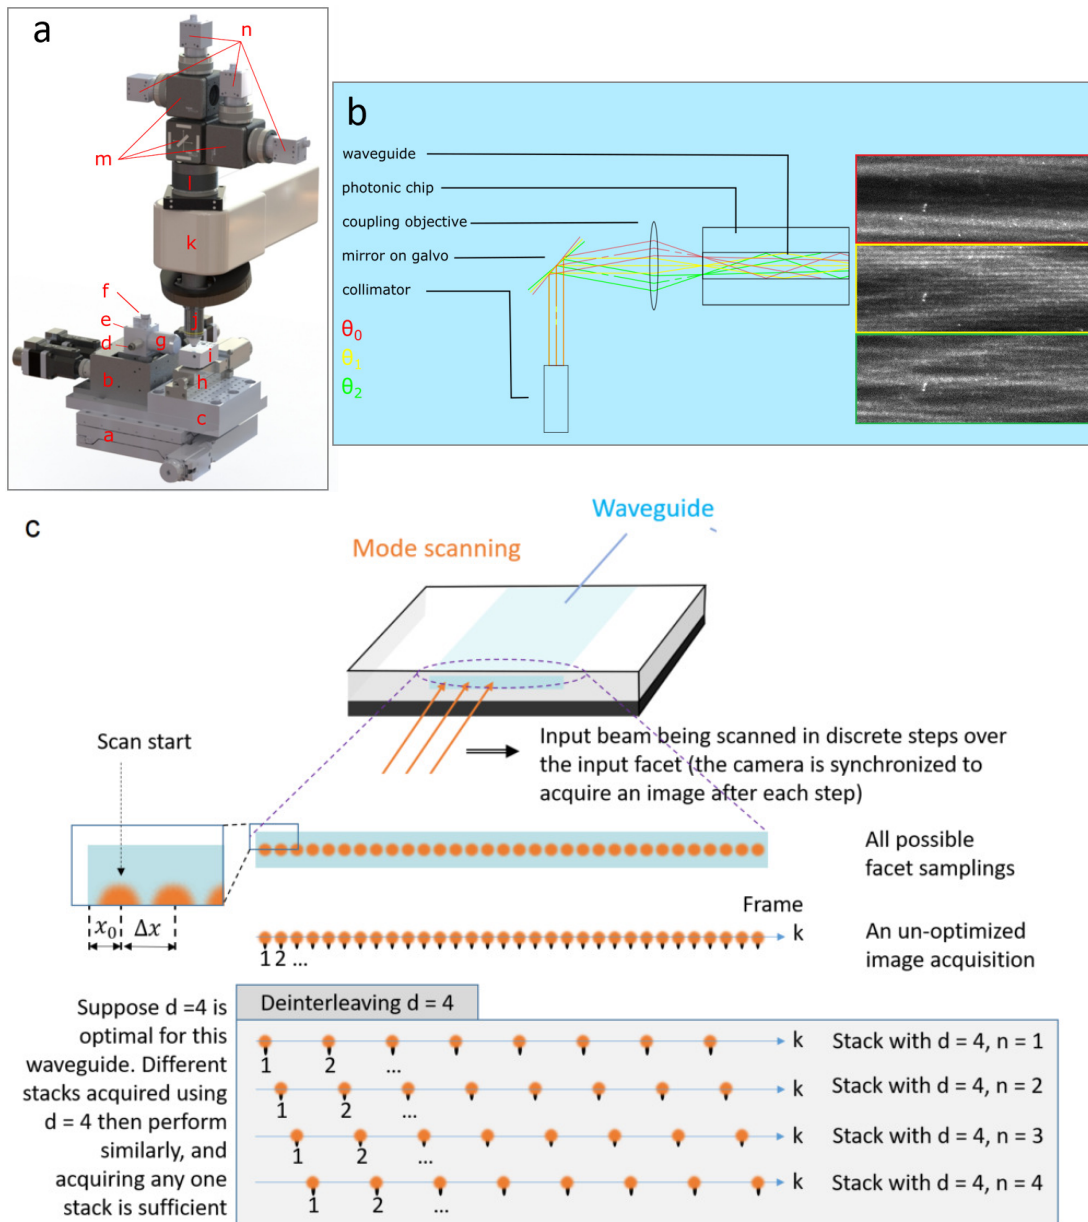 a
n
m
l
k
f
e
d
g
j
i
b
h
c
a
b
waveguide
photonic chip
coupling objective
mirror on galvo
collimator
θ0
θ1
θ2
c
Waveguide
Mode scanning
Input beam being scanned in discrete steps over
the input facet (the camera is synchronized to
acquire an image after each step)
Scan start
x0
Δx
All possible
facet samplings
Frame
k
1 2 ...
An un-optimized
image acquisition
Suppose d =4 is
optimal for this
waveguide. Different
stacks acquired using
d = 4 then perform
similarly, and
acquiring any one
stack is sufficient
Deinterleaving d = 4
1 2 ... k Stack with d = 4, n = 1
1 2 ... k Stack with d = 4, n = 2
1 2 ... k Stack with d = 4, n = 3
1 2 ... k Stack with d = 4, n = 4